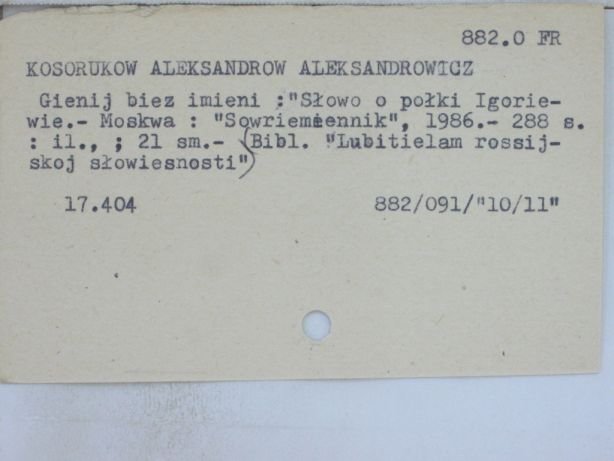 882.0 FR
KOSORUKOW ALEKSANDROW ALEKSANDROWICZ
Gienij biez imieni :"Słowo o połki Igorie-
wie.- Moskwa : "Sowriemiennik", 1986.- 288 s.
: il., ; 21 sm.- (Bibl. "Lubitielam rossij-
skoj słowiesnosti")
17.404 882/091/"10/11"